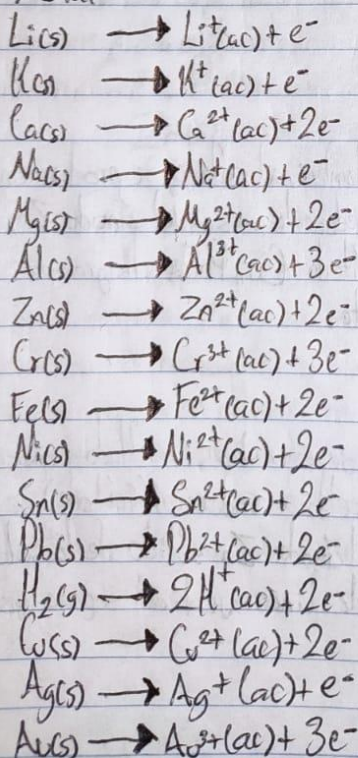 Li(s) → Li⁺(ac) + e⁻
K(s) → K⁺(ac) + e⁻
Ca(s) → Ca²⁺(ac) + 2e⁻
Na(s) → Na⁺(ac) + e⁻
Mg(s) → Mg²⁺(ac) + 2e⁻
Al(s) → Al³⁺(ac) + 3e⁻
Zn(s) → Zn²⁺(ac) + 2e⁻
Cr(s) → Cr³⁺(ac) + 3e⁻
Fe(s) → Fe²⁺(ac) + 2e⁻
Ni(s) → Ni²⁺(ac) + 2e⁻
Sn(s) → Sn²⁺(ac) + 2e⁻
Pb(s) → Pb²⁺(ac) + 2e⁻
H₂(g) → 2H⁺(ac) + 2e⁻
Cu(s) → Cu²⁺(ac) + 2e⁻
Ag(s) → Ag⁺(ac) + e⁻
Au(s) → Au³⁺(ac) + 3e⁻